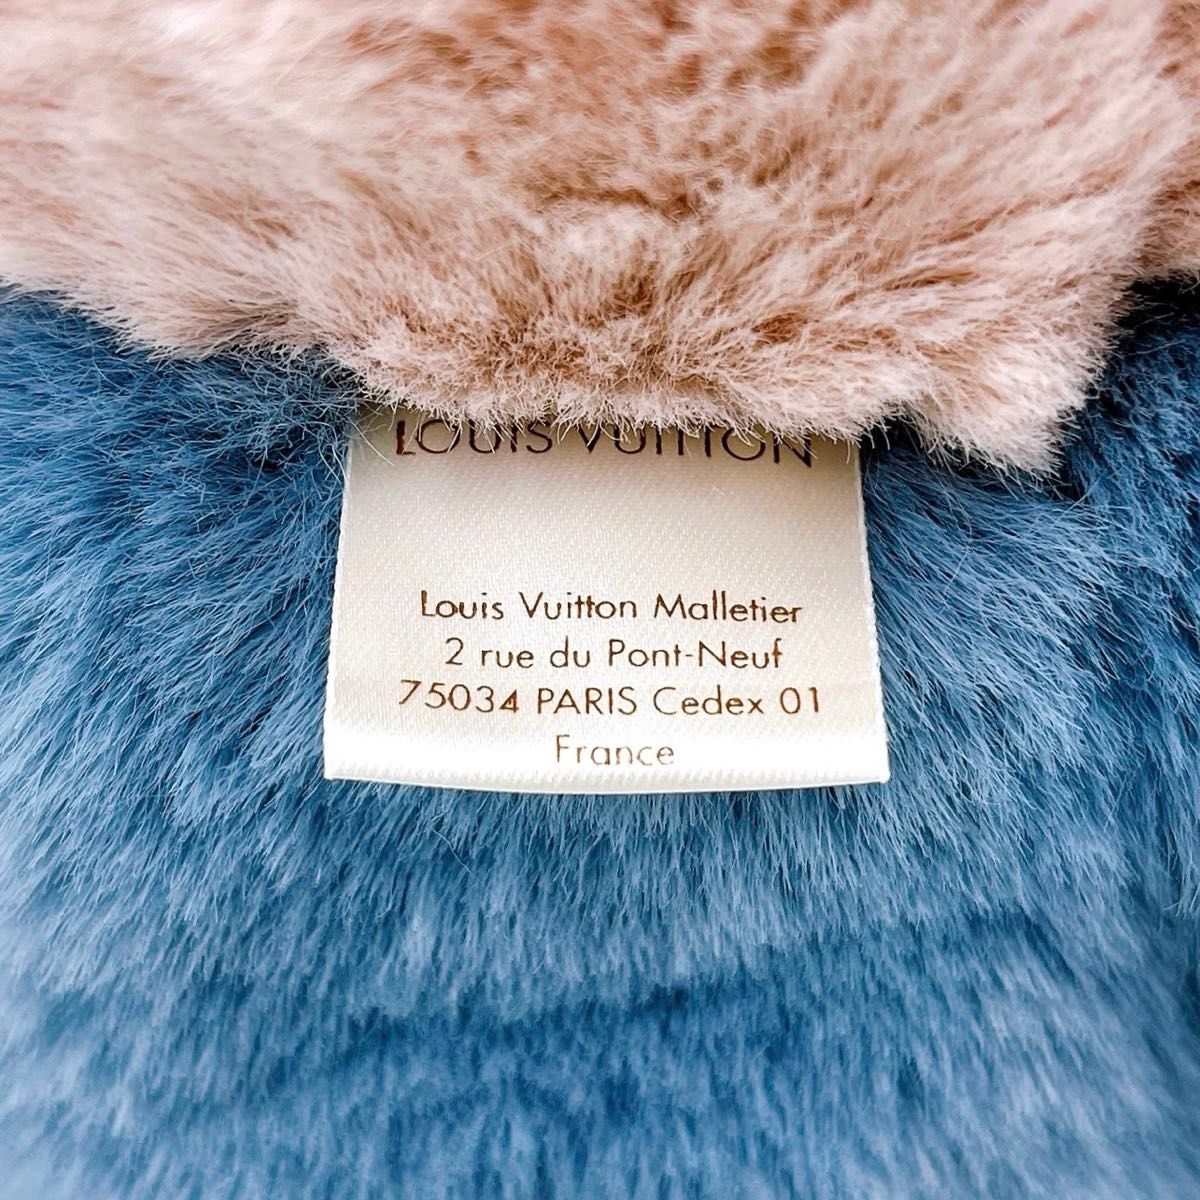 LOUIS VUITTON
Louis Vuitton Malletier
2 rue du Pont-Neuf
75034 PARIS Cedex 01
France